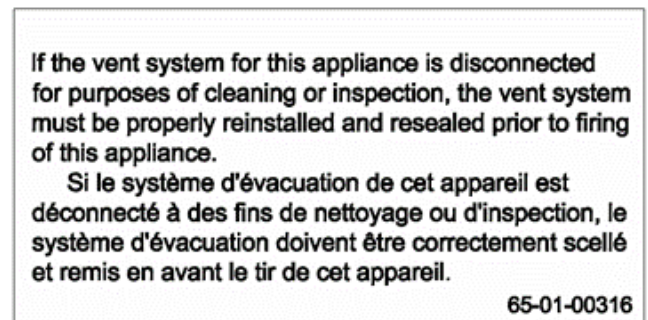 If the vent system for this appliance is disconnected
for purposes of cleaning or inspection, the vent system
must be properly reinstalled and resealed prior to firing
of this appliance.
Si le système d'évacuation de cet appareil est
déconnecté à des fins de nettoyage ou d'inspection, le
système d'évacuation doivent être correctement scellé
et remis en avant le tir de cet appareil.
65-01-00316